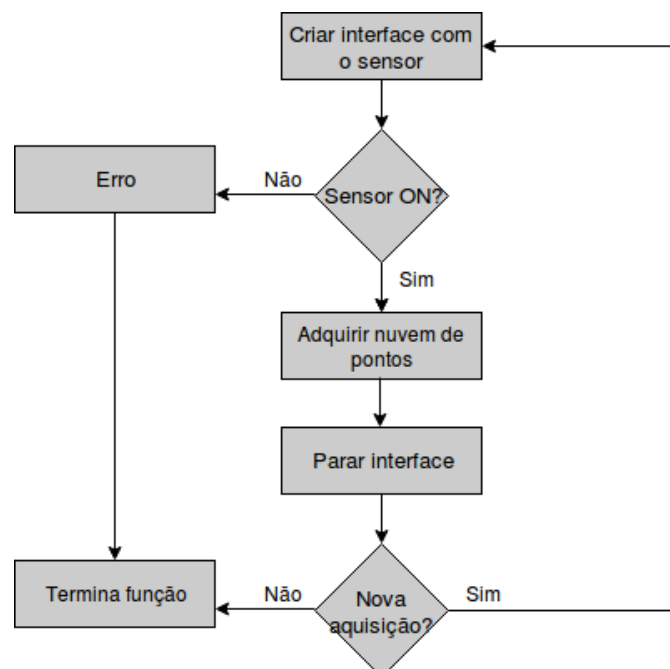 Criar interface com
o sensor
Erro
Não
Sensor ON?
Sim
Adquirir nuvem de
pontos
Parar interface
Termina função
Não
Nova
aquisição?
Sim